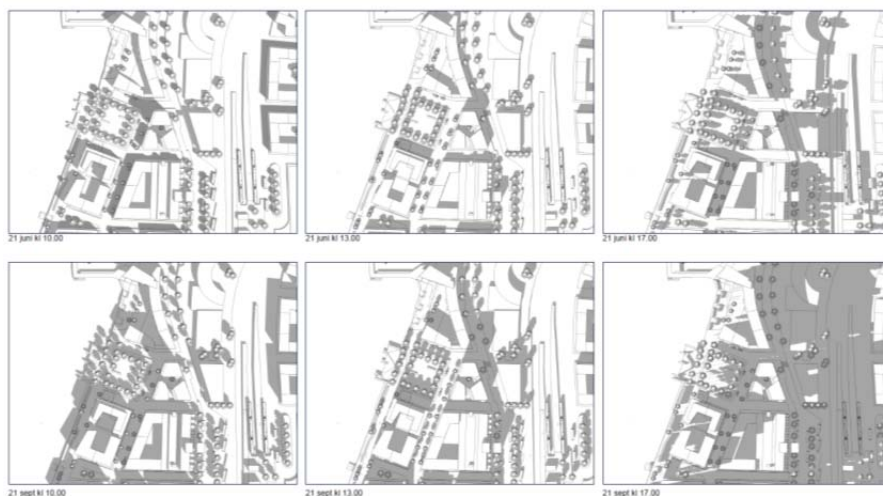 21 juni kl 10.00
21 juni kl 13.00
21 juni kl 17.00
21 sept kl 10.00
21 sept kl 13.00
21 sept kl 17.00